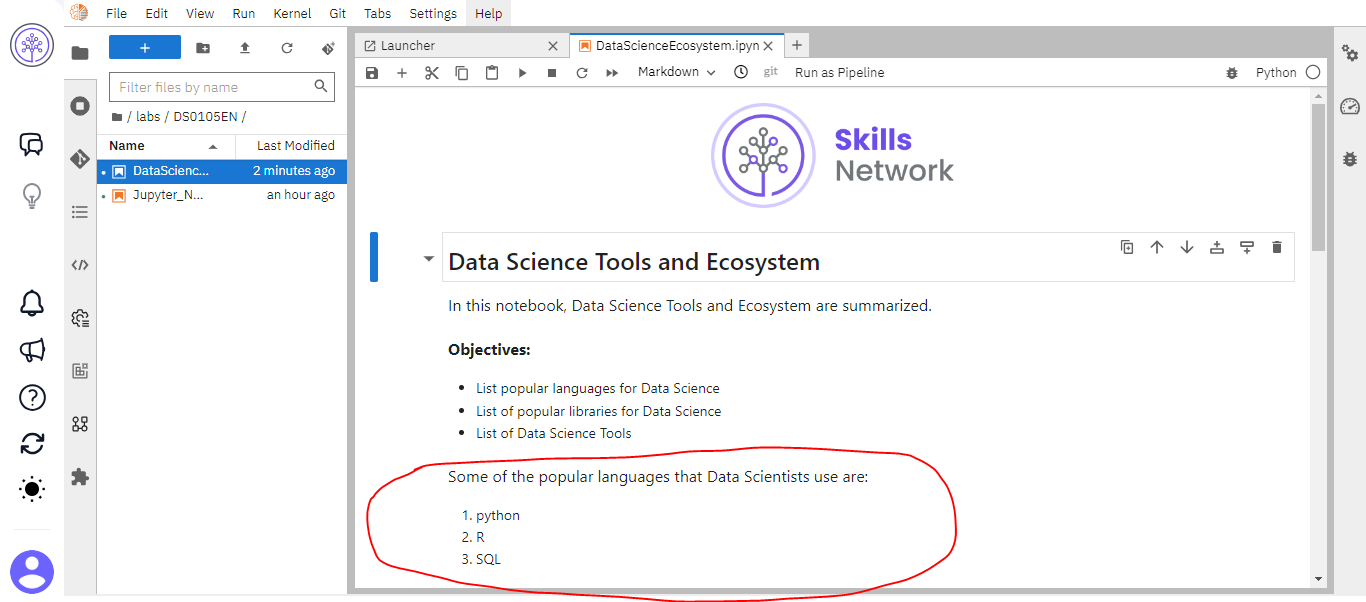 File Edit View Run Kernel Git Tabs Settings Help
Launcher
DataScienceEcosystem.ipyn
Markdown
git
Run as Pipeline
Python
Filter files by name
/ labs / DS0105EN /
Name Last Modified
DataScienc... 2 minutes ago
Jupyter_N... an hour ago
Skills
Network
Data Science Tools and Ecosystem
In this notebook, Data Science Tools and Ecosystem are summarized.
Objectives:
• List popular languages for Data Science
• List of popular libraries for Data Science
• List of Data Science Tools
Some of the popular languages that Data Scientists use are:
1. python
2. R
3. SQL